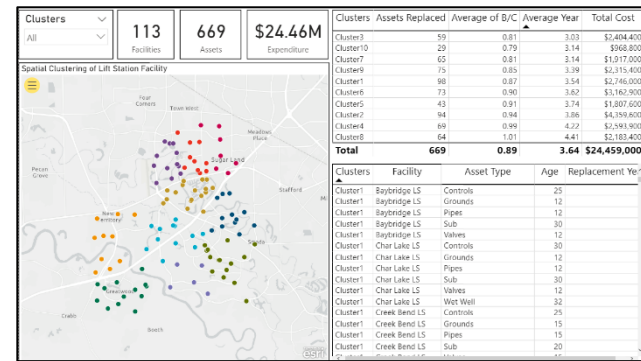 Clusters
All
113
Facilities
669
Assets
$24.46M
Expenditure
Spatial Clustering of Lift Station Facility
Four Corners
Town West
Meadows Place
Sugar Land
Pecan Grove
Stafford
New Territory
Greatwood
Crabb
Booth
esri
Clusters Assets Replaced Average of B/C Average Year Total Cost
Cluster3 59 0.81 3.03 $2,404,400
Cluster10 29 0.79 3.14 $968,800
Cluster7 65 0.81 3.14 $1,917,000
Cluster9 75 0.85 3.39 $2,315,400
Cluster1 98 0.87 3.54 $2,746,000
Cluster6 73 0.90 3.62 $3,162,900
Cluster5 43 0.91 3.74 $1,807,600
Cluster2 94 0.94 3.86 $4,359,600
Cluster4 69 0.99 4.22 $2,593,900
Cluster8 64 1.01 4.41 $2,183,400
Total 669 0.89 3.64 $24,459,000
Clusters Facility Asset Type Age Replacement Ye
Cluster1 Baybridge LS Controls 25
Cluster1 Baybridge LS Grounds 12
Cluster1 Baybridge LS Pipes 12
Cluster1 Baybridge LS Sub 30
Cluster1 Baybridge LS Valves 12
Cluster1 Char Lake LS Controls 30
Cluster1 Char Lake LS Grounds 12
Cluster1 Char Lake LS Pipes 12
Cluster1 Char Lake LS Sub 30
Cluster1 Char Lake LS Valves 12
Cluster1 Char Lake LS Wet Well 32
Cluster1 Creek Bend LS Controls 25
Cluster1 Creek Bend LS Grounds 15
Cluster1 Creek Bend LS Pipes 15
Cluster1 Creek Bend LS Sub 20